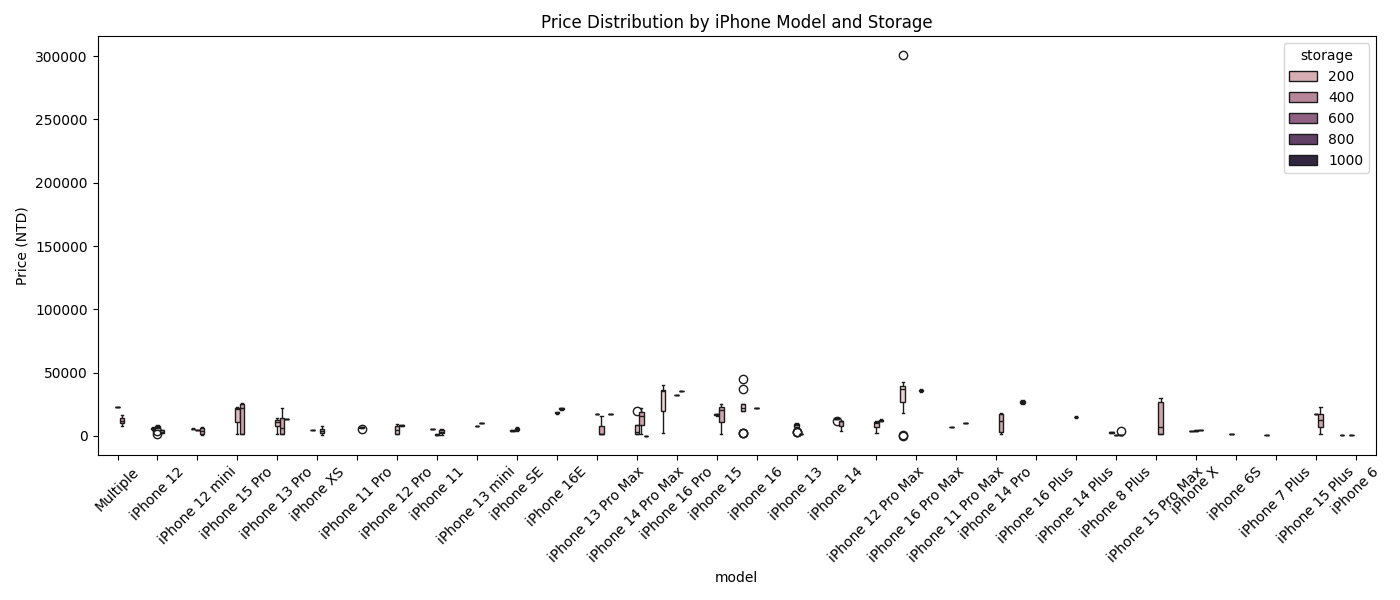 Price Distribution by iPhone Model and Storage
300000
250000
200000
150000
100000
50000
0
Price (NTD)
storage
200
400
600
800
1000
Multiple
iPhone 12
iPhone 12 mini
iPhone 15 Pro
iPhone 13 Pro
iPhone XS
iPhone 11 Pro
iPhone 12 Pro
iPhone 11
iPhone 13 mini
iPhone SE
iPhone 16E
iPhone 13 Pro Max
iPhone 14 Pro Max
iPhone 16 Pro
iPhone 15
iPhone 16
iPhone 13
iPhone 14
iPhone 12 Pro Max
iPhone 16 Pro Max
iPhone 11 Pro Max
iPhone 14 Pro
iPhone 16 Plus
iPhone 14 Plus
iPhone 8 Plus
iPhone 15 Pro Max
iPhone X
iPhone 6S
iPhone 7 Plus
iPhone 15 Plus
iPhone 6
model